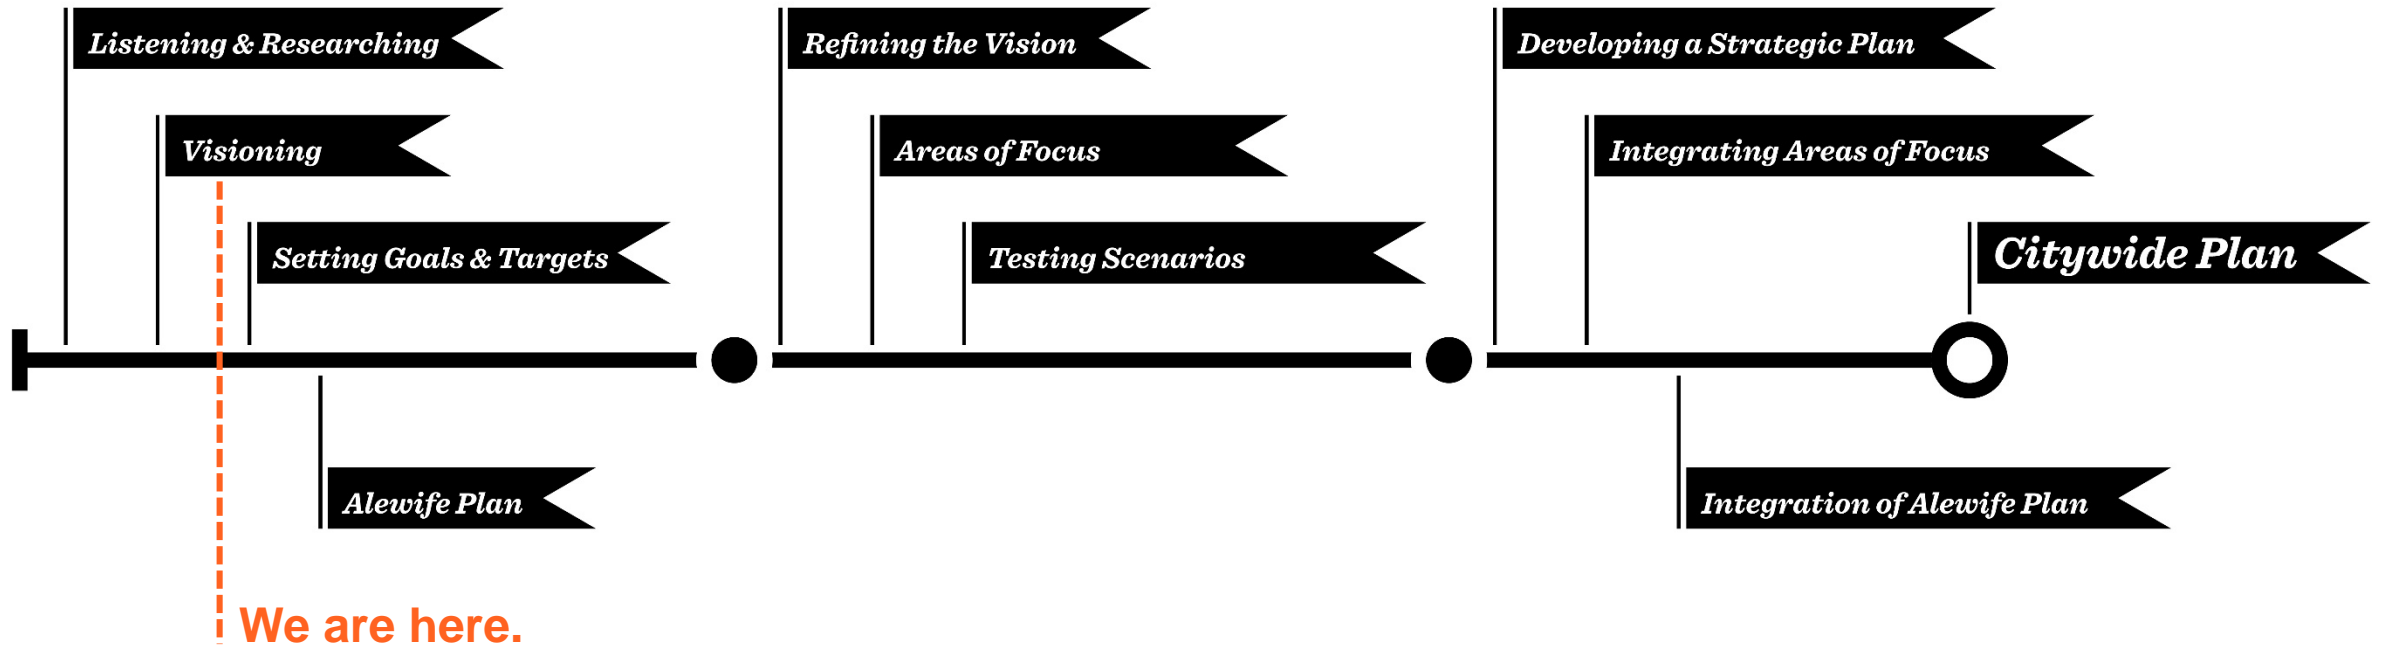 Listening & Researching
Refining the Vision
Developing a Strategic Plan
Visioning
Areas of Focus
Integrating Areas of Focus
Setting Goals & Targets
Testing Scenarios
Citywide Plan
Alewife Plan
Integration of Alewife Plan
We are here.